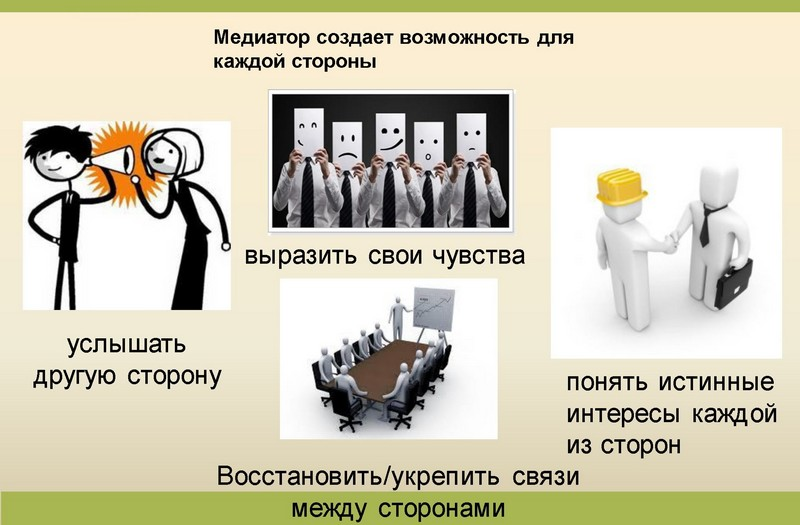 Медиатор создает возможность для
каждой стороны
выразить свои чувства
услышать
другую сторону
понять истинные
интересы каждой
из сторон
Восстановить/укрепить связи
между сторонами